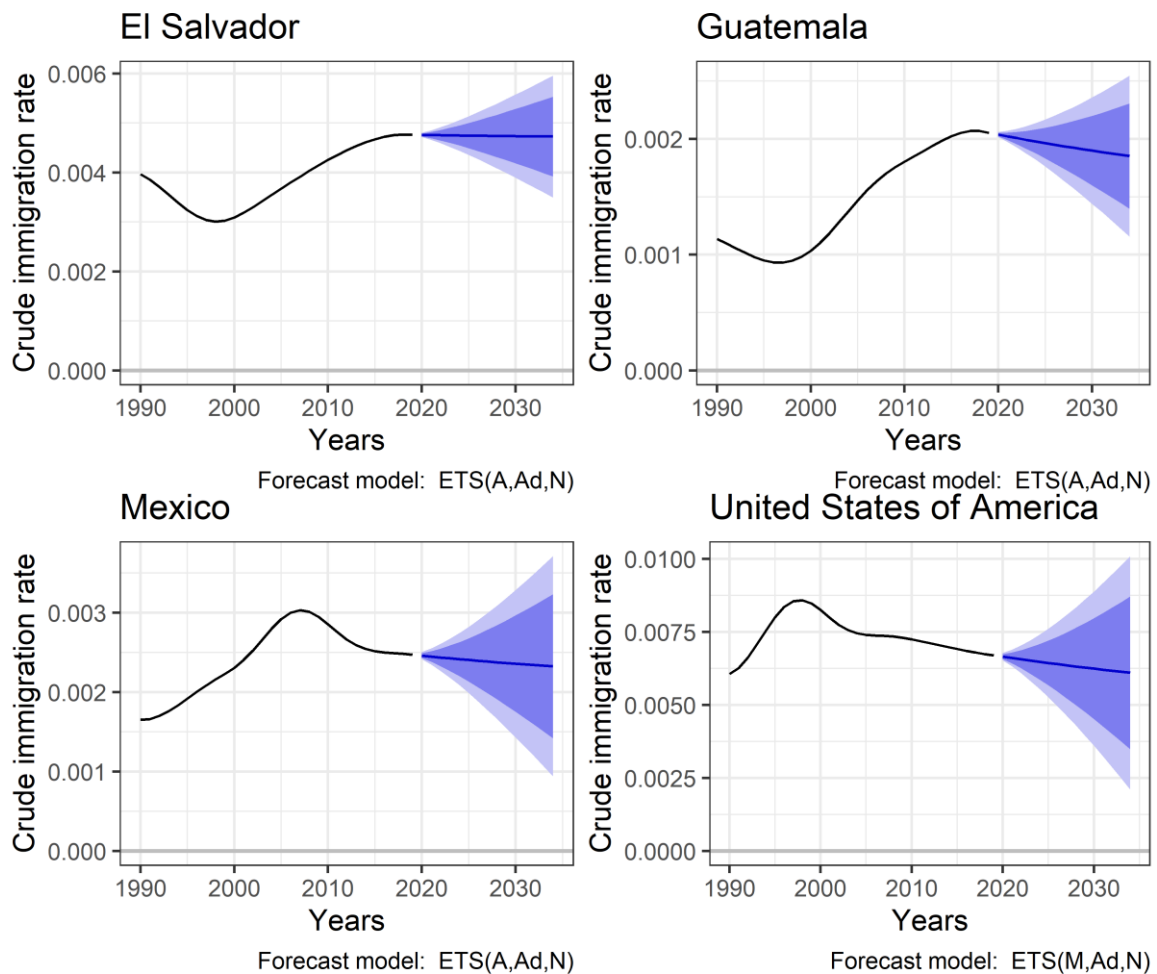 El Salvador
Crude immigration rate
0.006
0.004
0.002
0.000
1990 2000 2010 2020 2030
Years
Forecast model: ETS(A,Ad,N)
Guatemala
Crude immigration rate
0.002
0.001
0.000
1990 2000 2010 2020 2030
Years
Forecast model: ETS(A,Ad,N)
Mexico
Crude immigration rate
0.003
0.002
0.001
0.000
1990 2000 2010 2020 2030
Years
Forecast model: ETS(A,Ad,N)
United States of America
Crude immigration rate
0.0100
0.0075
0.0050
0.0025
0.0000
1990 2000 2010 2020 2030
Years
Forecast model: ETS(M,Ad,N)